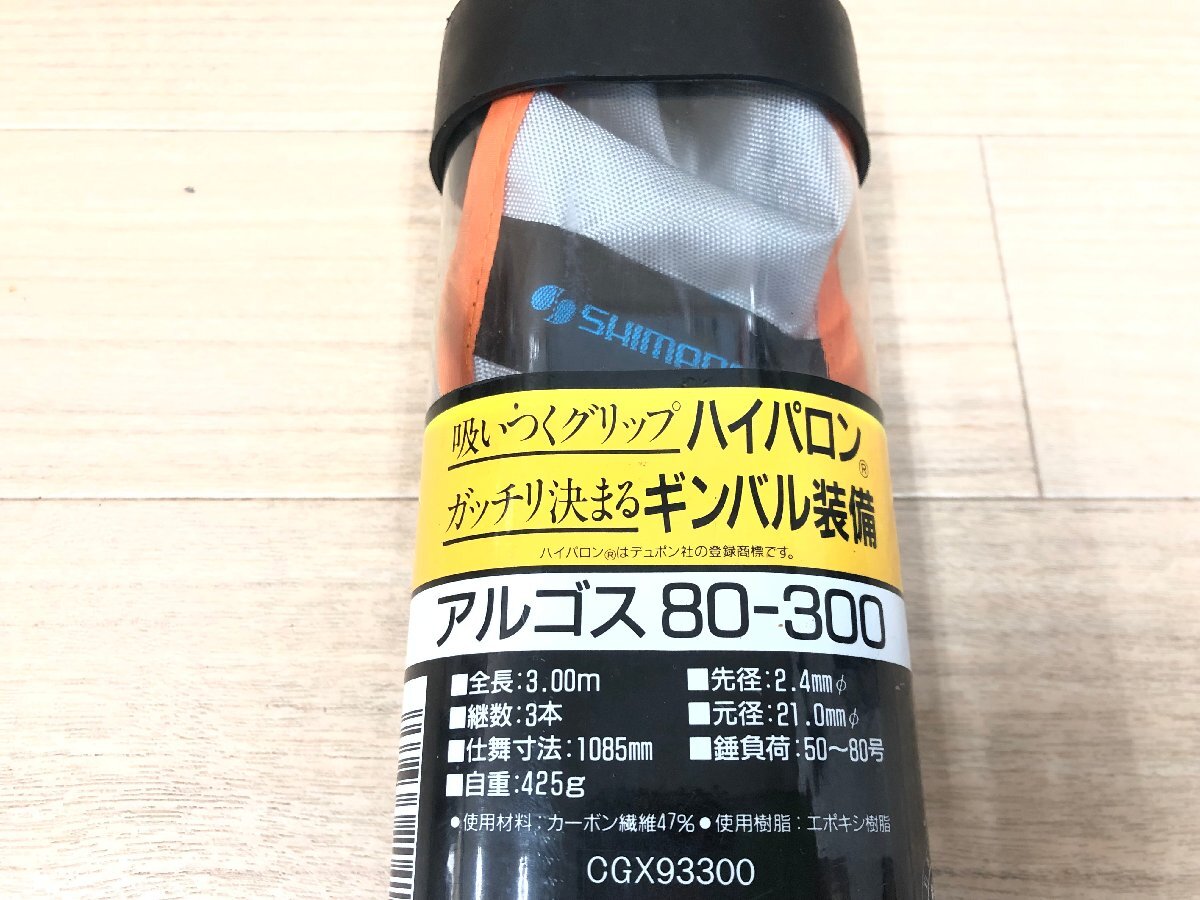 SHIMANO
吸いつくグリップハイパロン®
ガッチリ決まるギンバル装備
ハイパロン®はデュポン社の登録商標です。
アルゴス 80-300
■全長:3.00m ■先径:2.4mmφ
■継数:3本 ■元径:21.0mmφ
■仕舞寸法:1085mm ■錘負荷:50〜80号
■自重:425g
●使用材料:カーボン繊維47% ●使用樹脂:エポキシ樹脂
CGX93300